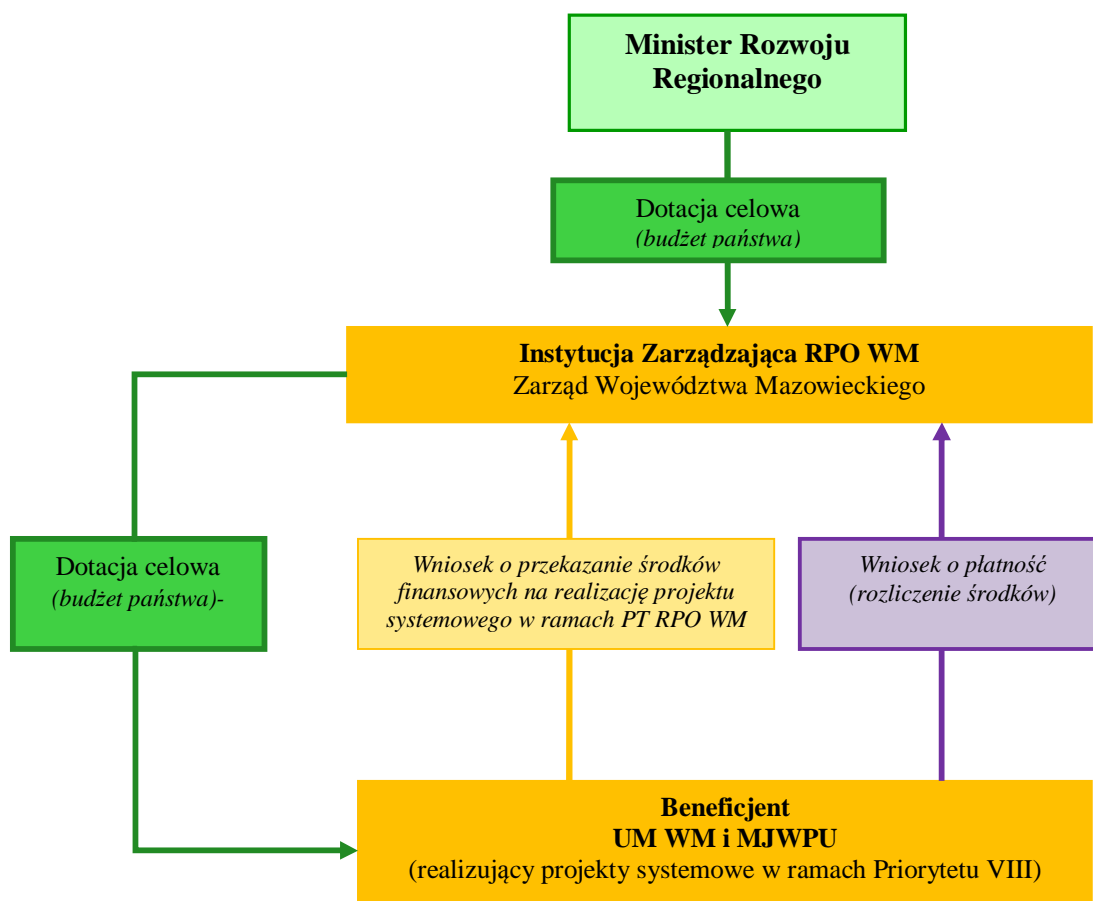 Minister Rozwoju
Regionalnego
Dotacja celowa
(budżet państwa)
Instytucja Zarządzająca RPO WM
Zarząd Województwa Mazowieckiego
Dotacja celowa
(budżet państwa)-
Wniosek o przekazanie środków
finansowych na realizację projektu
systemowego w ramach PT RPO WM
Wniosek o płatność
(rozliczenie środków)
Beneficjent
UM WM i MJWPU
(realizujący projekty systemowe w ramach Priorytetu VIII)